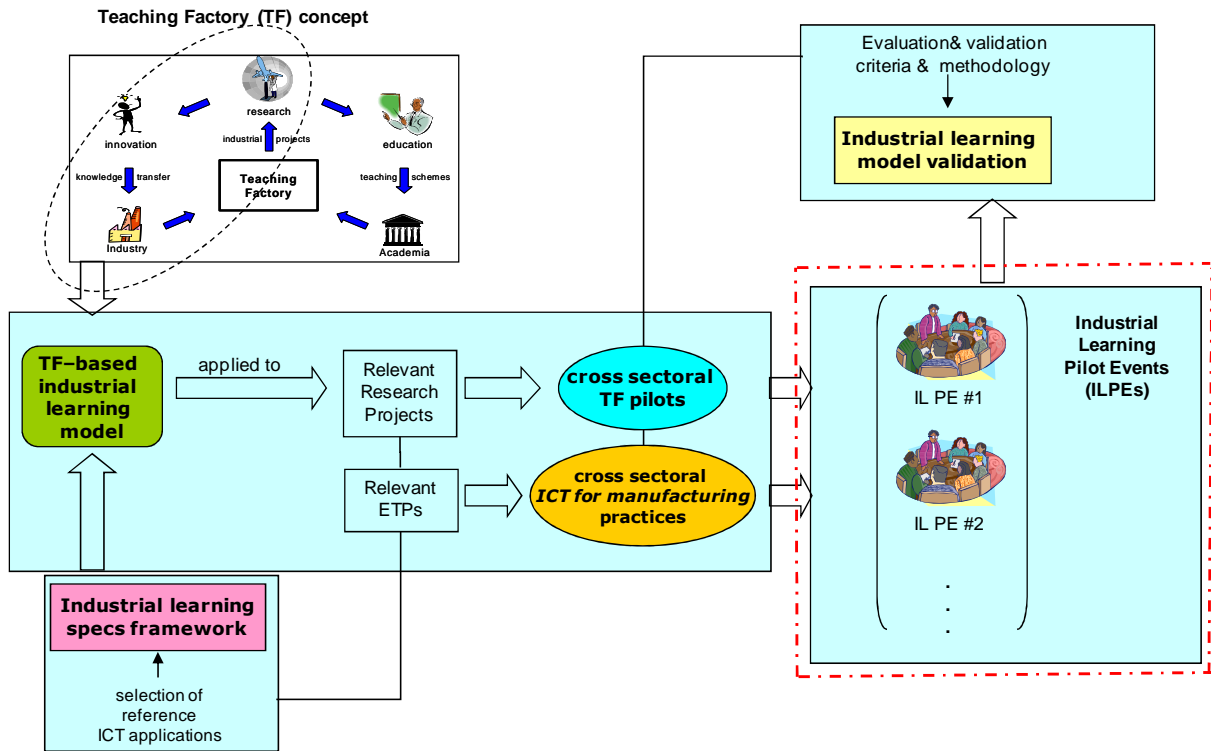 Teaching Factory (TF) concept
research
innovation
industrial projects
education
knowledge transfer
Teaching
Factory
teaching schemes
Industry
Academia
Evaluation& validation
criteria & methodology
Industrial learning
model validation
TF–based
industrial
learning
model
applied to
Relevant
Research
Projects
cross sectoral
TF pilots
Relevant
ETPs
cross sectoral
ICT for manufacturing
practices
IL PE #1
IL PE #2
.
.
.
Industrial
Learning
Pilot Events
(ILPEs)
Industrial learning
specs framework
selection of
reference
ICT applications